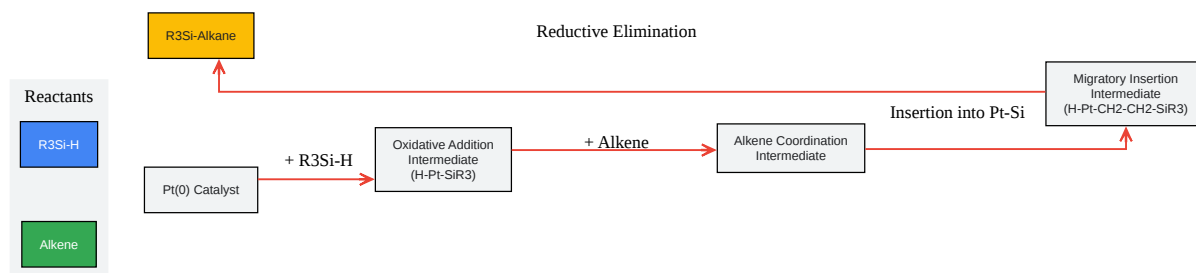 Reductive Elimination
R3Si-Alkane
Reactants
R3Si-H
Alkene
Pt(0) Catalyst
+ R3Si-H
Oxidative Addition
Intermediate
(H-Pt-SiR3)
+ Alkene
Alkene Coordination
Intermediate
Insertion into Pt-Si
Migratory Insertion
Intermediate
(H-Pt-CH2-CH2-SiR3)